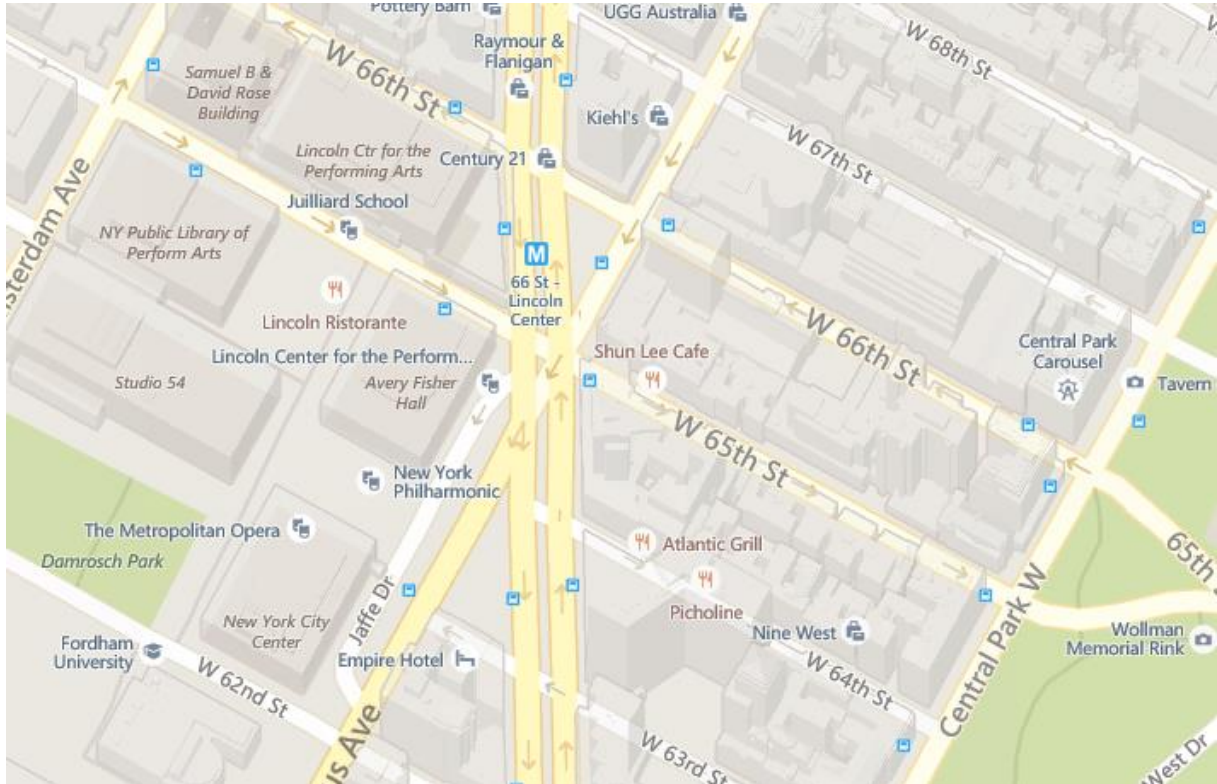 Pottery Barn
UGG Australia
Raymour &
Flanigan
W 68th St
Samuel B &
David Rase
Building
W 66th St
Kiehl's
W 67th St
Lincoln Ctr for the
Performing Arts
Century 21
Juilliard School
NY Public Library of
Perform Arts
M
66 St -
Lincoln
Center
Lincoln Ristorante
W 66th St
Central Park
Carousel
Shun Lee Cafe
Lincoln Center for the Perform...
Studio 54
Avery Fisher
Hall
Tavern
W 65th St
New York
Philharmonic
The Metropolitan Opera
Damrosch Park
Atlantic Grill
65th
Picholine
Jaffe Dr
New York City
Center
Nine West
Wollman
Memorial Rink
Fordham
University
Empire Hotel
W 62nd St
W 64th St
Central Park W
W 63rd St
Ave
West Dr
sterdam Ave